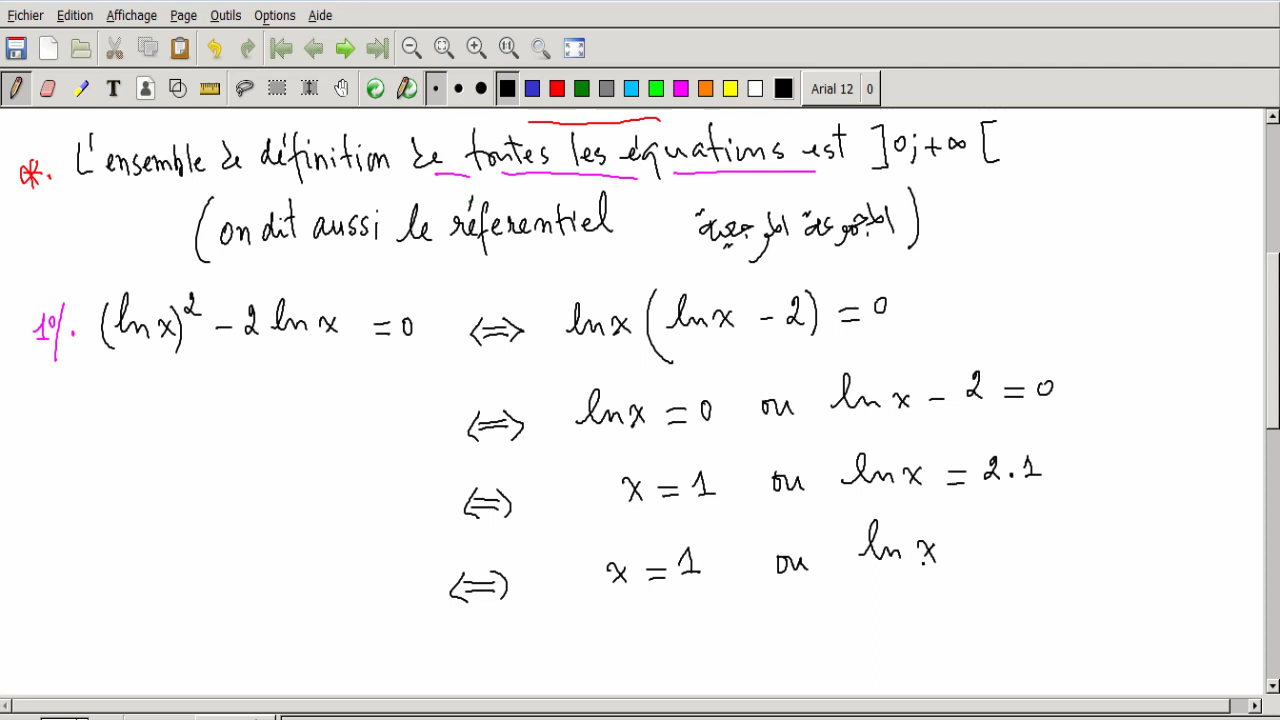 Fichier Edition Affichage Page Outils Options Aide
Arial 12 0
L'ensemble de définition de toutes les équations est ]0;+∞[
(on dit aussi le réferentiel المجموعة المرجعية)
1°/. (ln x)² - 2 ln x = 0 ⟺ ln x (ln x - 2) = 0
⟺ ln x = 0 ou ln x - 2 = 0
⟺ x = 1 ou ln x = 2.1
⟺ x = 1 ou ln x